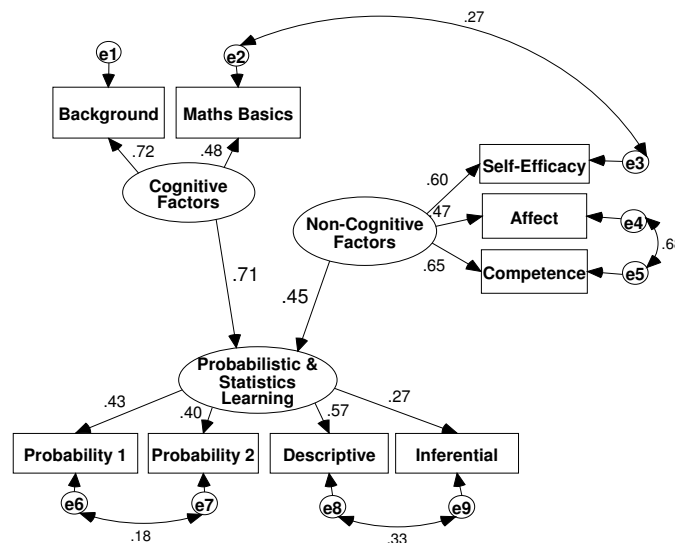 .27
e1
e2
Background
Maths Basics
.72
.48
e3
Self-Efficacy
Cognitive
Factors
.60
.47
Affect
e4
Non-Cognitive
Factors
.65
Competence
e5
.71
.45
Probabilistic &
Statistics
Learning
.43
.40
.57
.27
Probability 1
Probability 2
Descriptive
Inferential
e6
e7
e8
e9
.18
.33